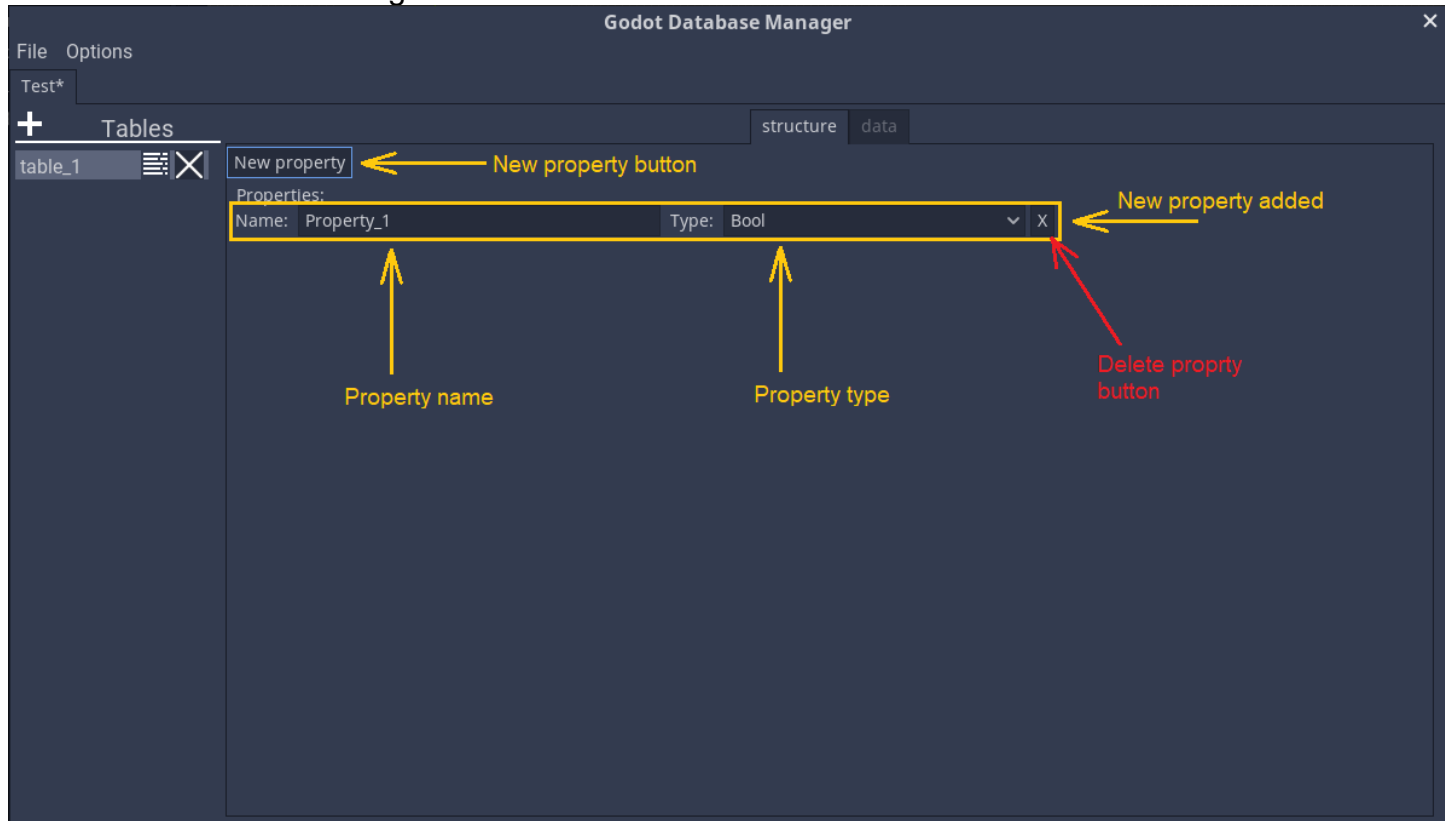 Godot Database Manager
File Options
Test*
Tables
structure data
table_1
New property
New property button
Properties:
New property added
Name: Property_1 Type: Bool X
Delete proprty
button
Property name
Property type